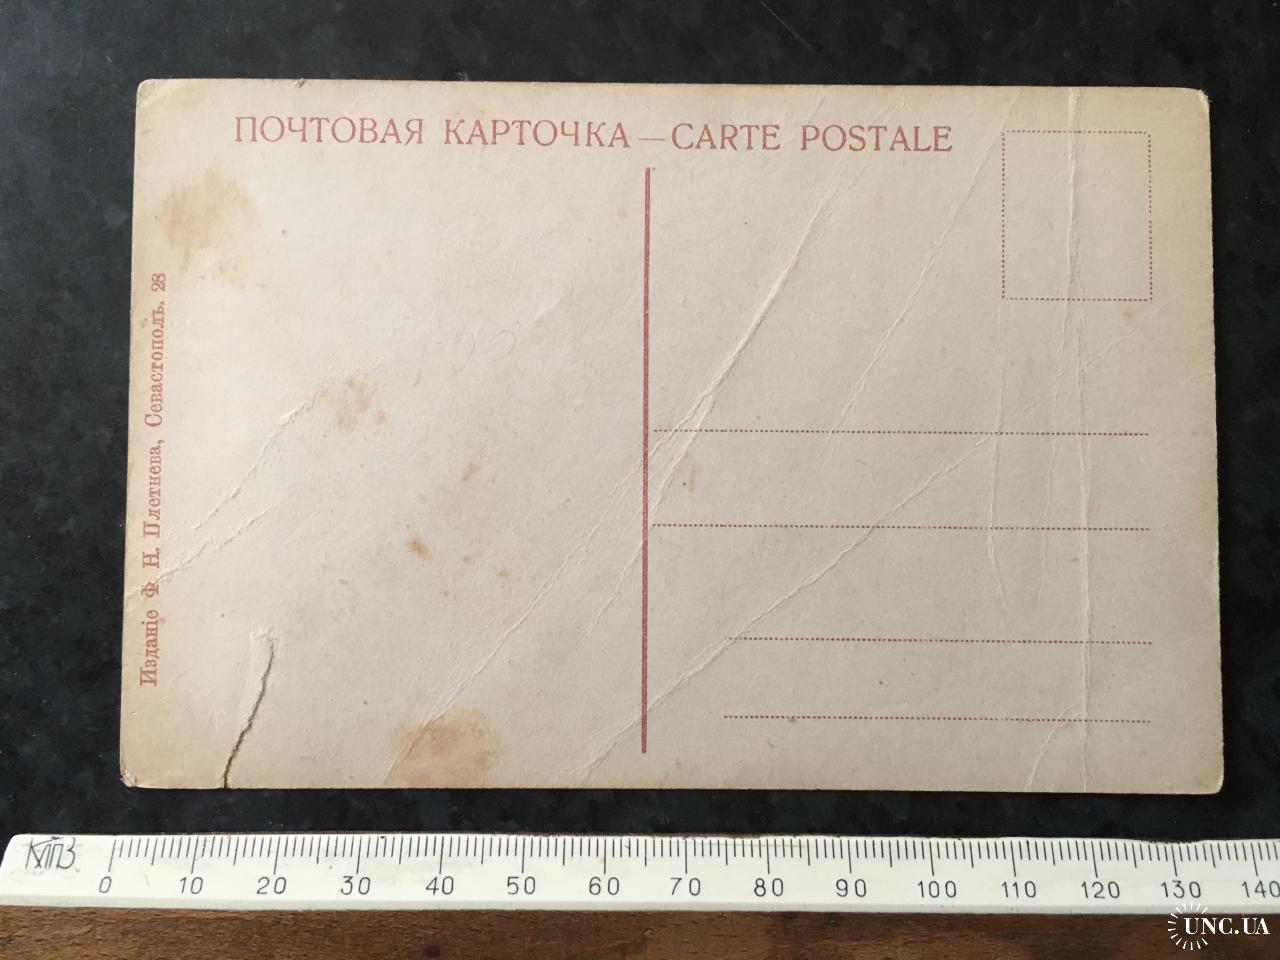 ПОЧТОВАЯ КАРТОЧКА — CARTE POSTALE
Изданіе Ф. Н. Плетнева, Севастополь. 28
КПЗ
0 10 20 30 40 50 60 70 80 90 100 110 120 130 140
UNC.UA